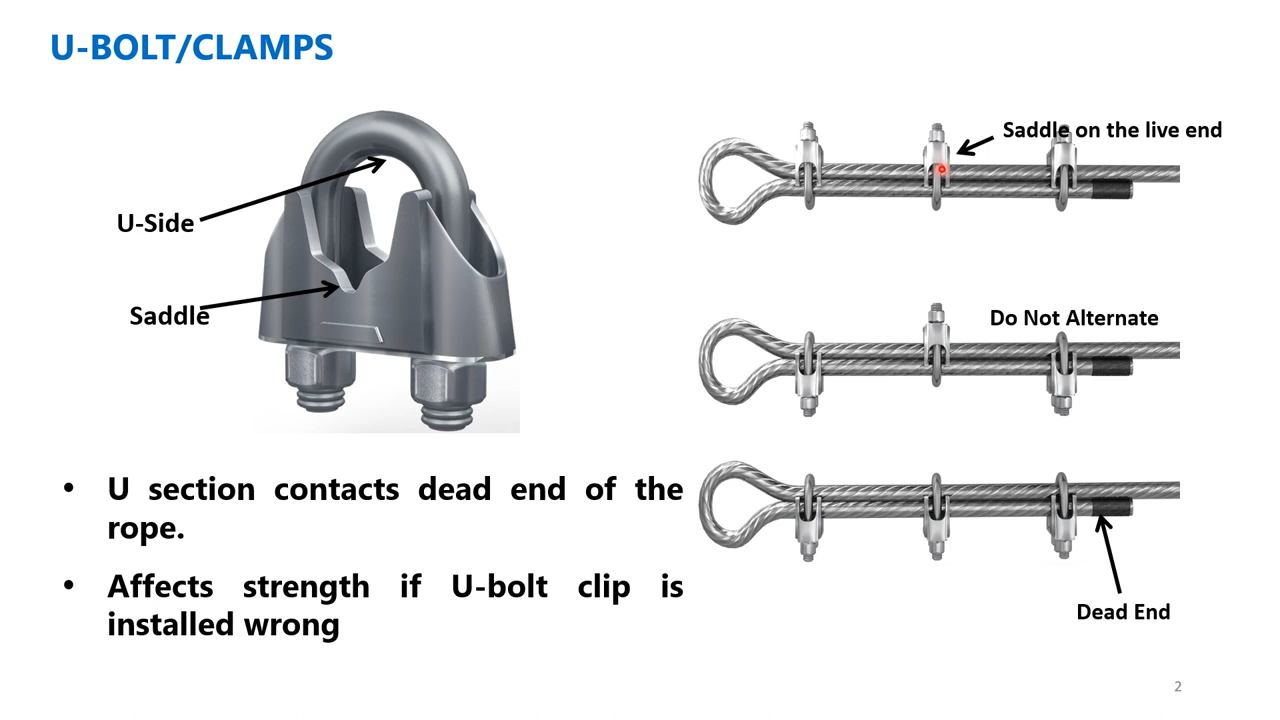 U-BOLT/CLAMPS
Saddle on the live end
U-Side
Saddle
Do Not Alternate
• U section contacts dead end of the
rope.
• Affects strength if U-bolt clip is
installed wrong
Dead End
2